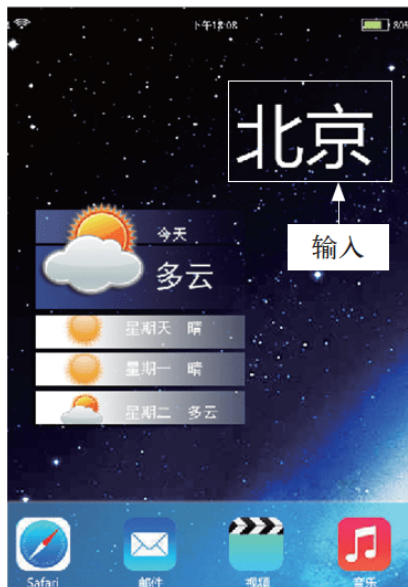 下午18:08
80%
北京
输入
今天
多云
星期天 晴
星期一 晴
星期二 多云
Safari
邮件
视频
音乐